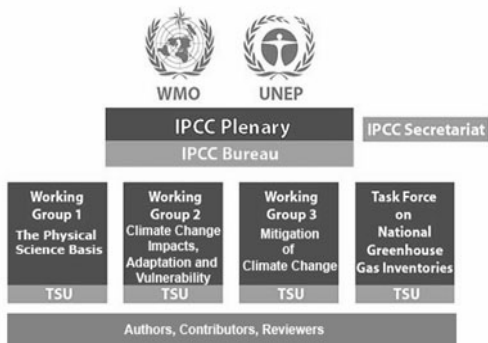 WMO
UNEP
IPCC Plenary
IPCC Secretariat
IPCC Bureau
Working
Group 1
The Physical
Science Basis
TSU
Working
Group 2
Climate Change
Impacts,
Adaptation and
Vulnerability
TSU
Working
Group 3
Mitigation
of
Climate Change
TSU
Task Force
on
National
Greenhouse
Gas Inventories
TSU
Authors, Contributors, Reviewers